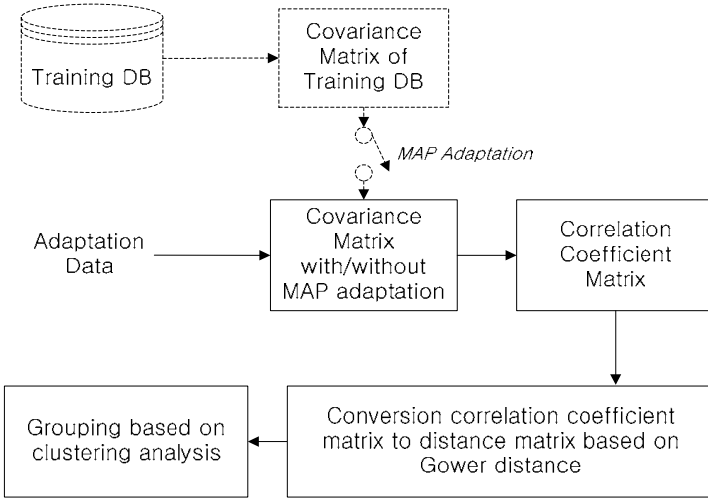 Training DB
Covariance
Matrix of
Training DB
MAP Adaptation
Adaptation
Data
Covariance
Matrix
with/without
MAP adaptation
Correlation
Coefficient
Matrix
Grouping based on
clustering analysis
Conversion correlation coefficient
matrix to distance matrix based on
Gower distance